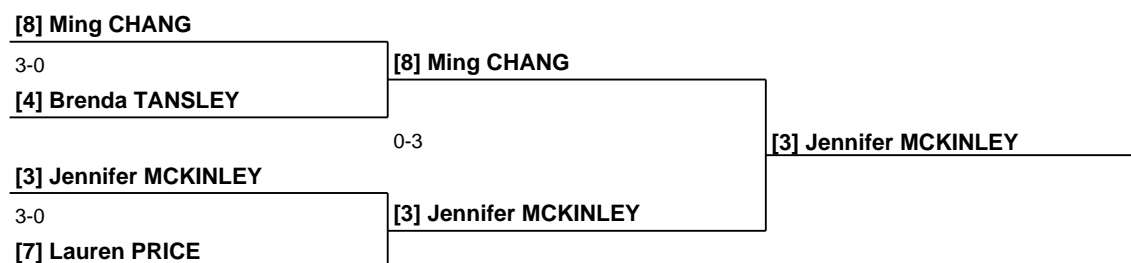 [8] Ming CHANG
3-0
[8] Ming CHANG
[4] Brenda TANSLEY
0-3
[3] Jennifer MCKINLEY
[3] Jennifer MCKINLEY
3-0
[3] Jennifer MCKINLEY
[7] Lauren PRICE